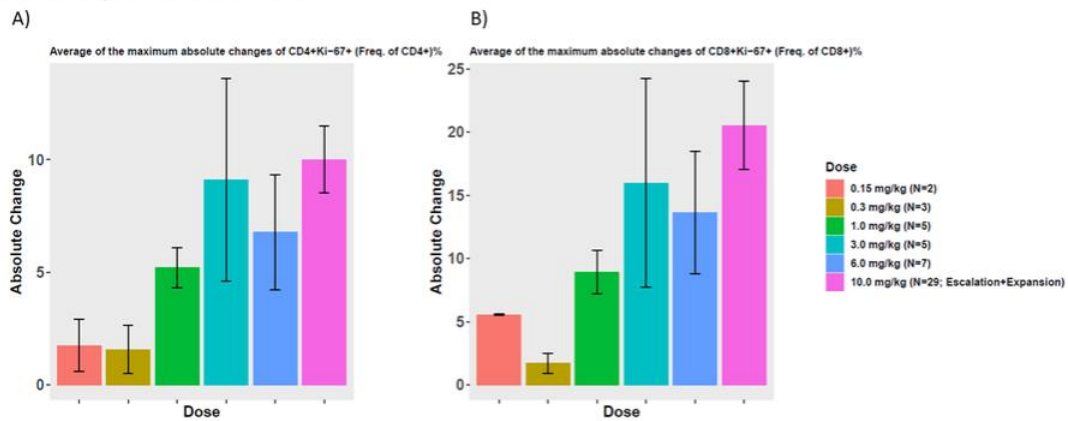 A)
Average of the maximum absolute changes of CD4+Ki−67+ (Freq. of CD4+)%
Absolute Change
10
5
0
Dose
B)
Average of the maximum absolute changes of CD8+Ki−67+ (Freq. of CD8+)%
Absolute Change
25
20
15
10
5
0
Dose
Dose
0.15 mg/kg (N=2)
0.3 mg/kg (N=3)
1.0 mg/kg (N=5)
3.0 mg/kg (N=5)
6.0 mg/kg (N=7)
10.0 mg/kg (N=29; Escalation+Expansion)